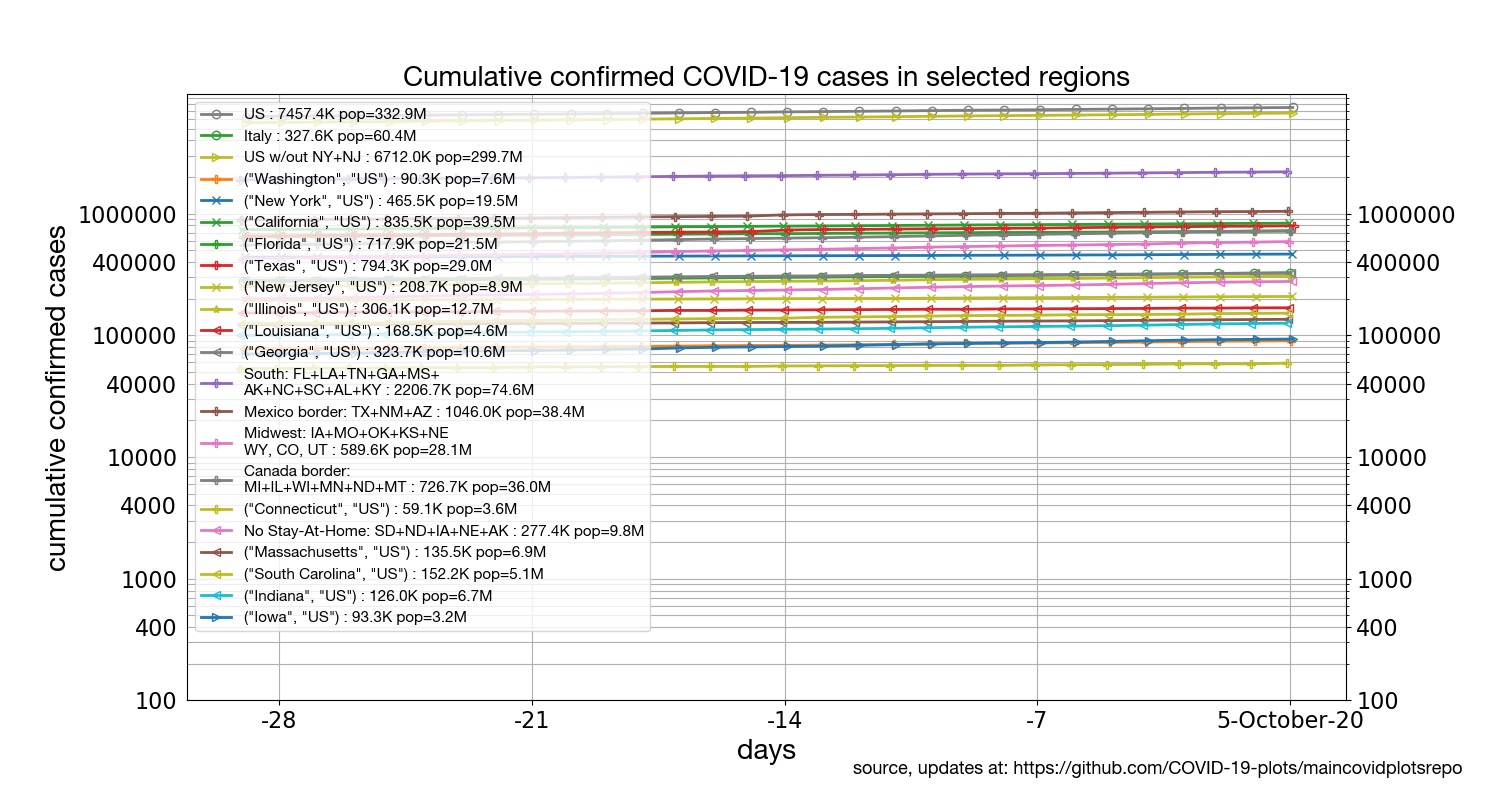 Cumulative confirmed COVID-19 cases in selected regions
US : 7457.4K pop=332.9M
Italy : 327.6K pop=60.4M
US w/out NY+NJ : 6712.0K pop=299.7M
("Washington", "US") : 90.3K pop=7.6M
("New York", "US") : 465.5K pop=19.5M
("California", "US") : 835.5K pop=39.5M
("Florida", "US") : 717.9K pop=21.5M
("Texas", "US") : 794.3K pop=29.0M
("New Jersey", "US") : 208.7K pop=8.9M
("Illinois", "US") : 306.1K pop=12.7M
("Louisiana", "US") : 168.5K pop=4.6M
("Georgia", "US") : 323.7K pop=10.6M
South: FL+LA+TN+GA+MS+
AK+NC+SC+AL+KY : 2206.7K pop=74.6M
Mexico border: TX+NM+AZ : 1046.0K pop=38.4M
Midwest: IA+MO+OK+KS+NE
WY, CO, UT : 589.6K pop=28.1M
Canada border:
MI+IL+WI+MN+ND+MT : 726.7K pop=36.0M
("Connecticut", "US") : 59.1K pop=3.6M
No Stay-At-Home: SD+ND+IA+NE+AK : 277.4K pop=9.8M
("Massachusetts", "US") : 135.5K pop=6.9M
("South Carolina", "US") : 152.2K pop=5.1M
("Indiana", "US") : 126.0K pop=6.7M
("Iowa", "US") : 93.3K pop=3.2M
cumulative confirmed cases
1000000
400000
100000
40000
10000
4000
1000
400
100
1000000
400000
100000
40000
10000
4000
1000
400
100
-28
-21
-14
-7
5-October-20
days
source, updates at: https://github.com/COVID-19-plots/maincovidplotsrepo